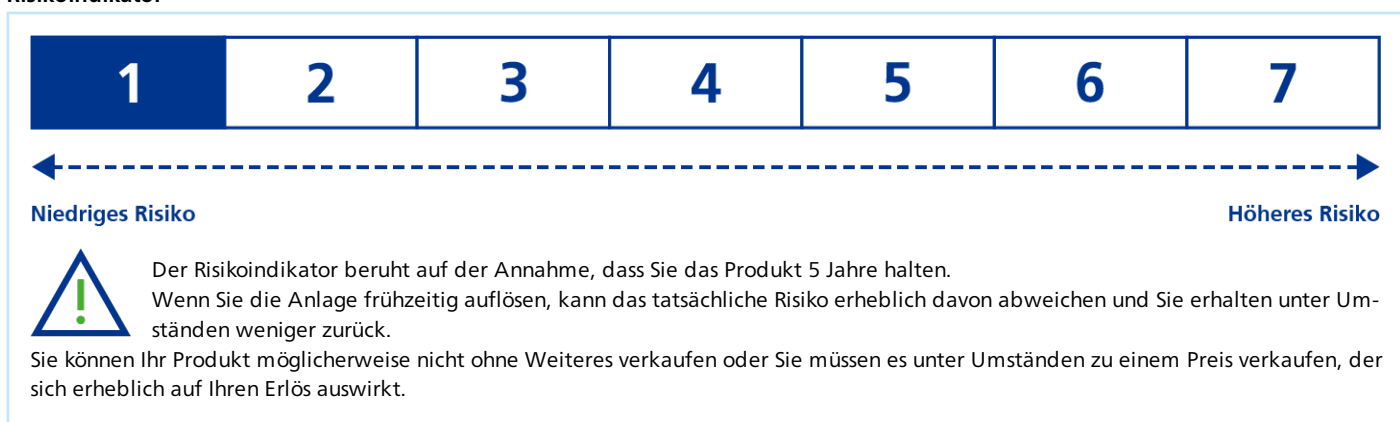 Risikoindikator
1 2 3 4 5 6 7
Niedriges Risiko Höheres Risiko
Der Risikoindikator beruht auf der Annahme, dass Sie das Produkt 5 Jahre halten.
Wenn Sie die Anlage frühzeitig auflösen, kann das tatsächliche Risiko erheblich davon abweichen und Sie erhalten unter Um-
ständen weniger zurück.
Sie können Ihr Produkt möglicherweise nicht ohne Weiteres verkaufen oder Sie müssen es unter Umständen zu einem Preis verkaufen, der
sich erheblich auf Ihren Erlös auswirkt.